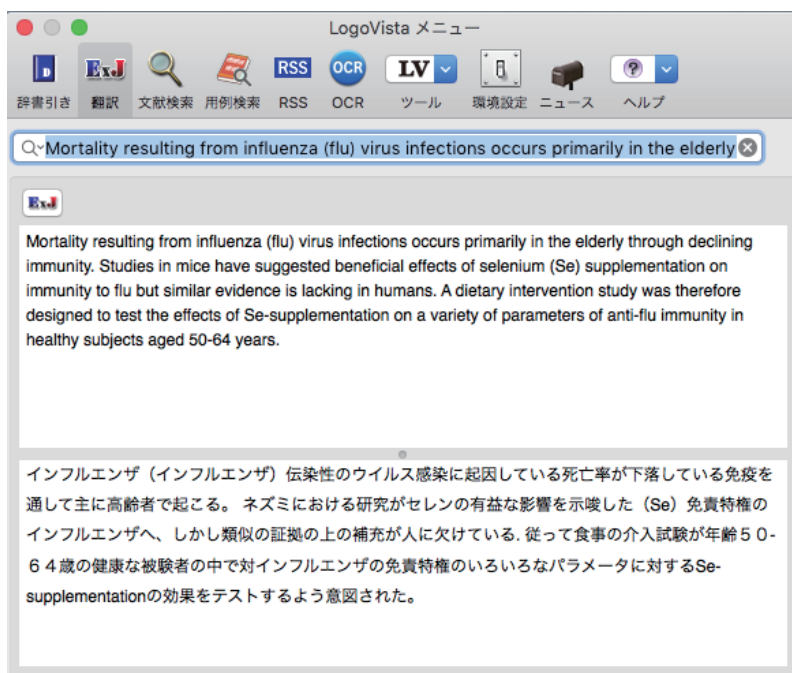 LogoVista メニュー
D ExJ RSS OCR LV ?
辞書引き 翻訳 文献検索 用例検索 RSS OCR ツール 環境設定 ニュース ヘルプ
Mortality resulting from influenza (flu) virus infections occurs primarily in the elderly
ExJ
Mortality resulting from influenza (flu) virus infections occurs primarily in the elderly through declining
immunity. Studies in mice have suggested beneficial effects of selenium (Se) supplementation on
immunity to flu but similar evidence is lacking in humans. A dietary intervention study was therefore
designed to test the effects of Se-supplementation on a variety of parameters of anti-flu immunity in
healthy subjects aged 50-64 years.
インフルエンザ（インフルエンザ）伝染性のウイルス感染に起因している死亡率が下落している免疫を
通して主に高齢者で起こる。 ネズミにおける研究がセレンの有益な影響を示唆した（Se）免責特権の
インフルエンザへ、しかし類似の証拠の上の補充が人に欠けている. 従って食事の介入試験が年齢５０-
６４歳の健康な被験者の中で対インフルエンザの免責特権のいろいろなパラメータに対するSe-
supplementationの効果をテストするよう意図された。